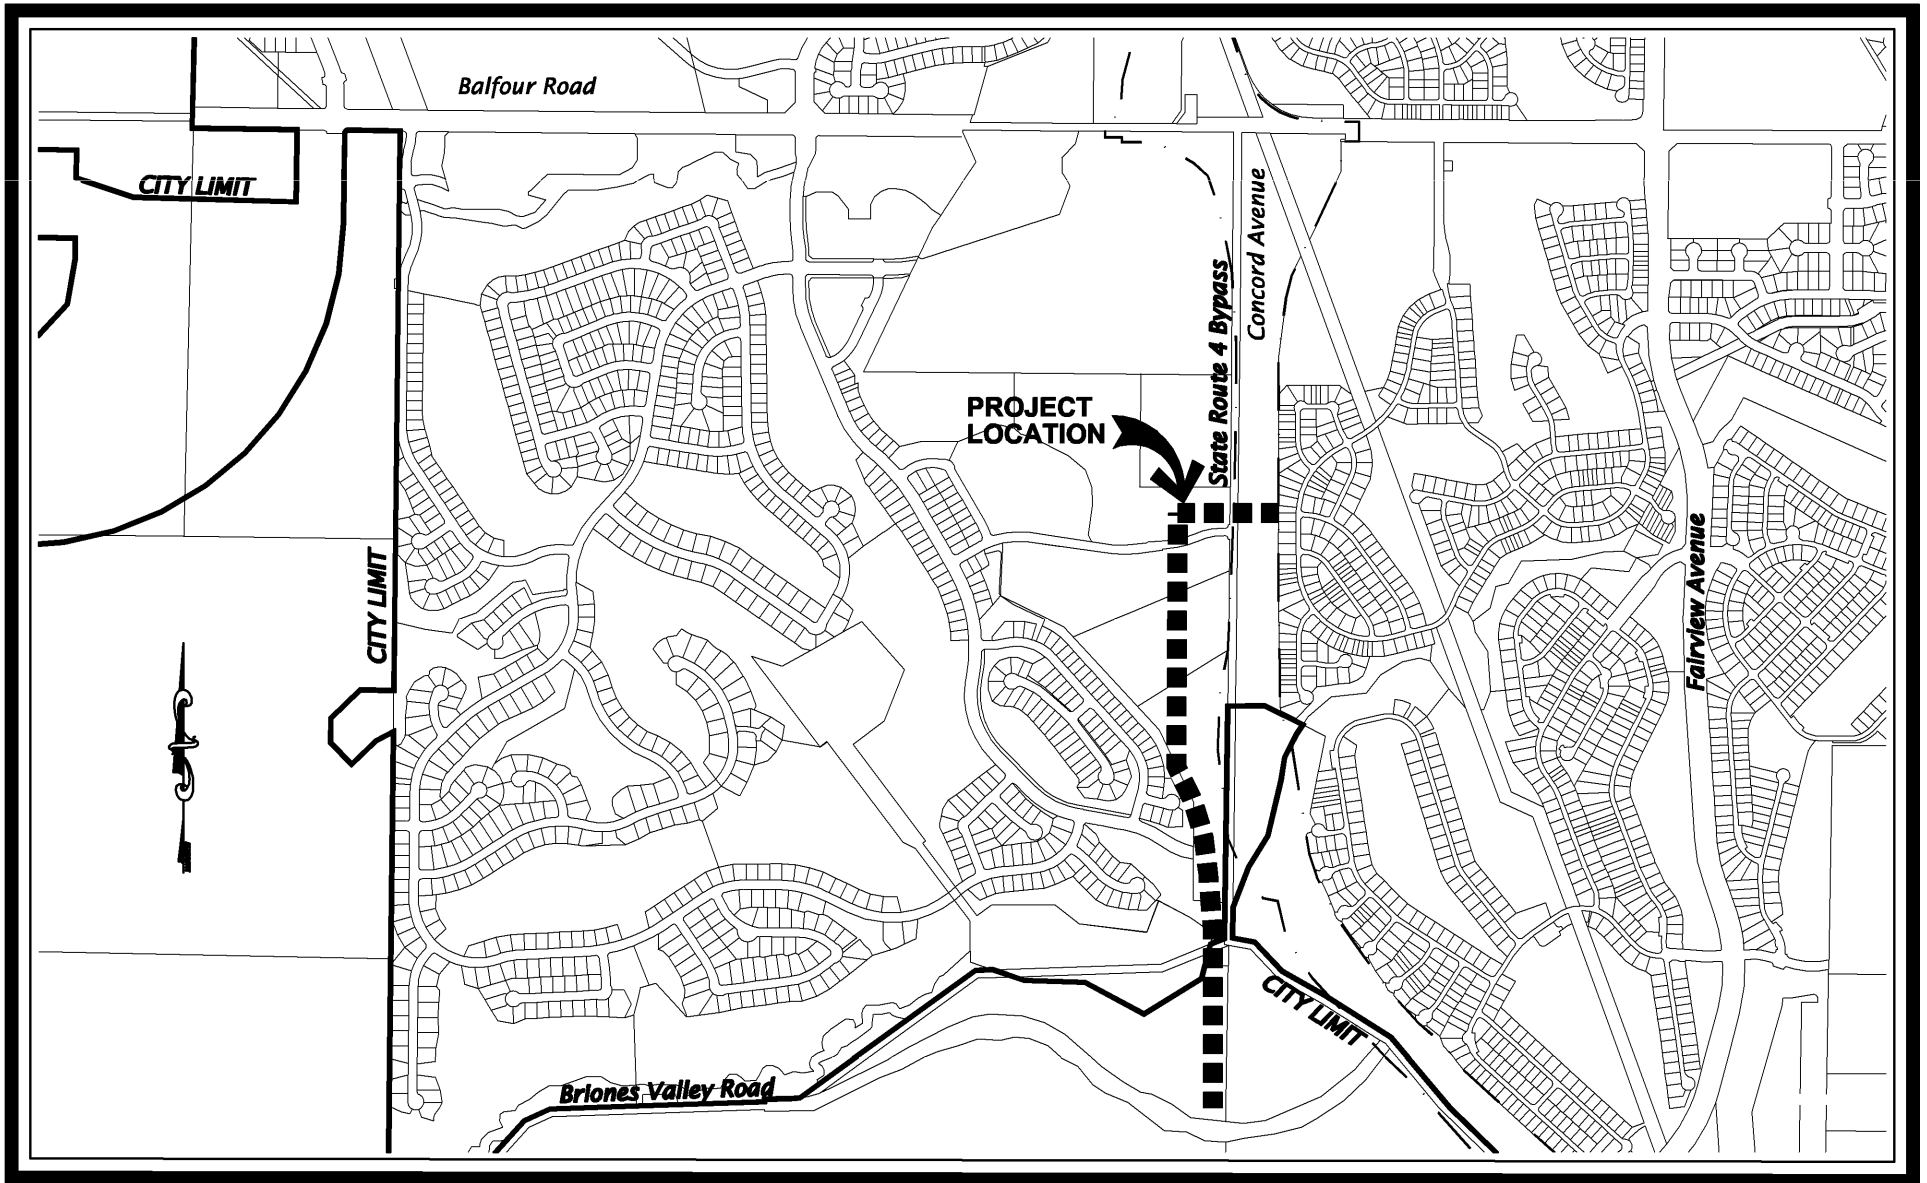 Balfour Road
CITY LIMIT
Concord Avenue
State Route 4 Bypass
PROJECT
LOCATION
CITY LIMIT
Fairview Avenue
CITY LIMIT
Briones Valley Road